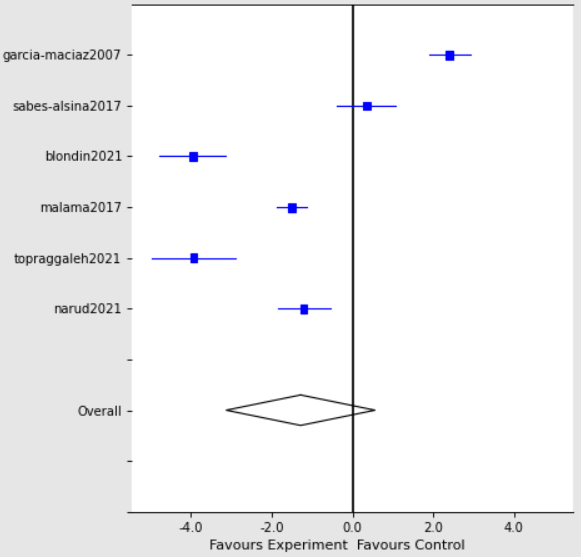 garcia-maciaz2007
sabes-alsina2017
blondin2021
malama2017
topraggaleh2021
narud2021
Overall
-4.0 -2.0 0.0 2.0 4.0
Favours Experiment Favours Control